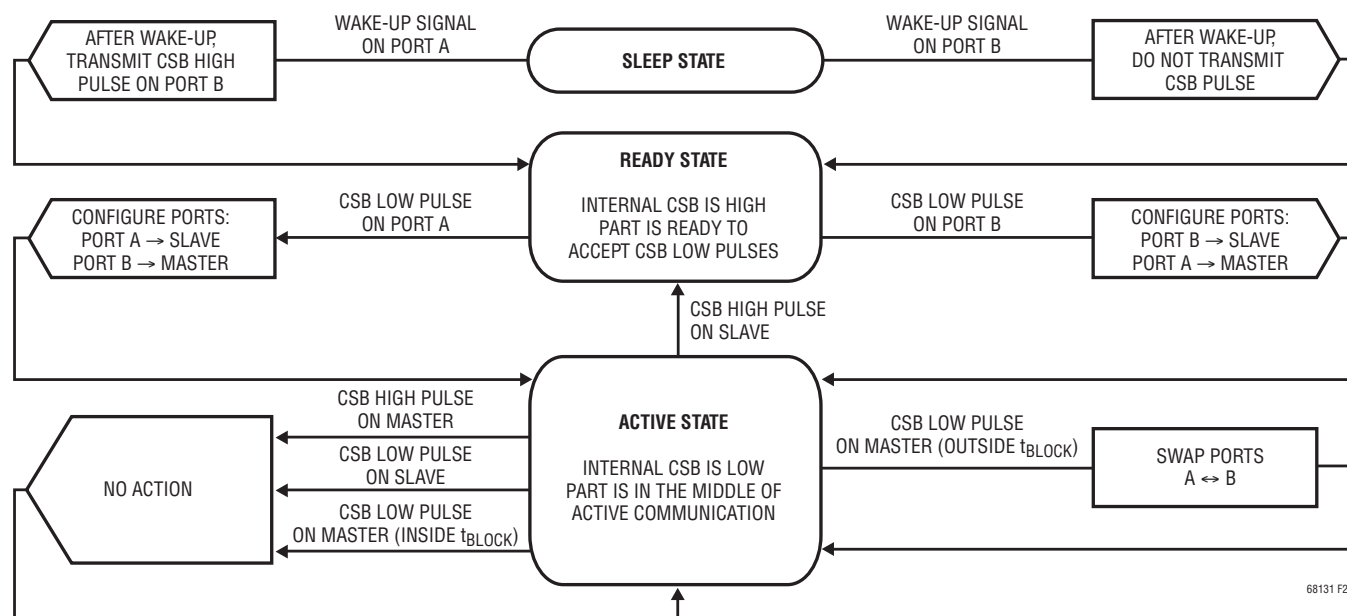 AFTER WAKE-UP,
TRANSMIT CSB HIGH
PULSE ON PORT B
WAKE-UP SIGNAL
ON PORT A
SLEEP STATE
WAKE-UP SIGNAL
ON PORT B
AFTER WAKE-UP,
DO NOT TRANSMIT
CSB PULSE
READY STATE
INTERNAL CSB IS HIGH
PART IS READY TO
ACCEPT CSB LOW PULSES
CONFIGURE PORTS:
PORT A → SLAVE
PORT B → MASTER
CSB LOW PULSE
ON PORT A
CSB LOW PULSE
ON PORT B
CONFIGURE PORTS:
PORT B → SLAVE
PORT A → MASTER
CSB HIGH PULSE
ON SLAVE
ACTIVE STATE
INTERNAL CSB IS LOW
PART IS IN THE MIDDLE OF
ACTIVE COMMUNICATION
NO ACTION
CSB HIGH PULSE
ON MASTER
CSB LOW PULSE
ON SLAVE
CSB LOW PULSE
ON MASTER (INSIDE tBLOCK)
CSB LOW PULSE
ON MASTER (OUTSIDE tBLOCK)
SWAP PORTS
A ↔ B
68131 F2